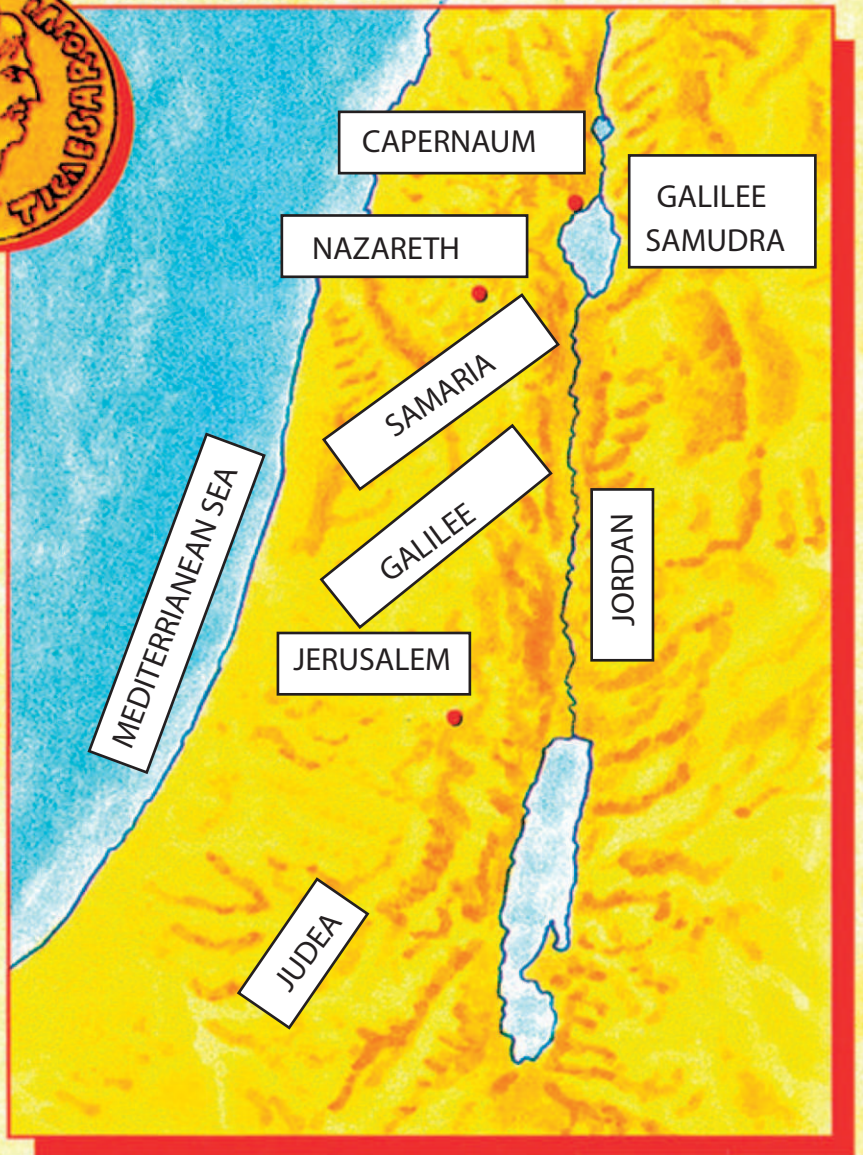 CAPERNAUM
GALILEE
SAMUDRA
NAZARETH
SAMARIA
GALILEE
MEDITERRIANEAN SEA
JORDAN
JERUSALEM
JUDEA